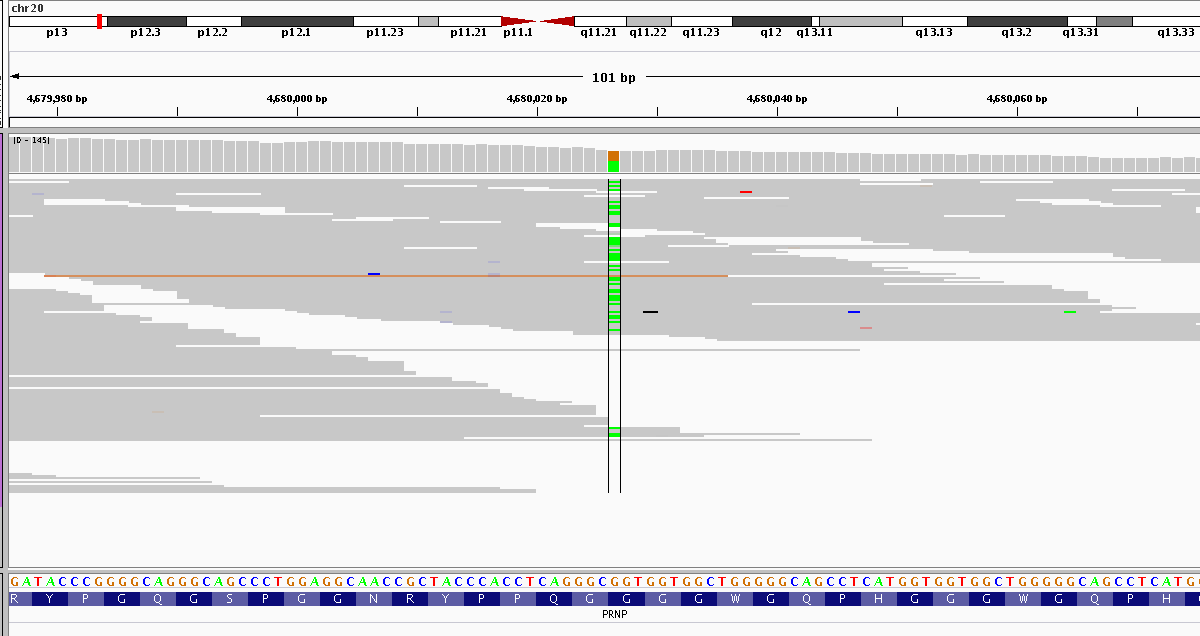 chr20
p13 p12.3 p12.2 p12.1 p11.23 p11.21 p11.1 q11.21 q11.22 q11.23 q12 q13.11 q13.13 q13.2 q13.31 q13.33
101 bp
4,679,980 bp 4,680,000 bp 4,680,020 bp 4,680,040 bp 4,680,060 bp
[0 - 145]
GATACCCGGGGCAGGGCAGCCCTGGAGGCAACCGCTACCCACCTCAGGGCGGTGGTGGCTGGGGGCAGCCTCATGGTGGTGGCTGGGGGCAGCCTCATG
R Y P G Q G S P G G N R Y P P Q G G G G W G Q P H G G G W G Q P H
PRNP